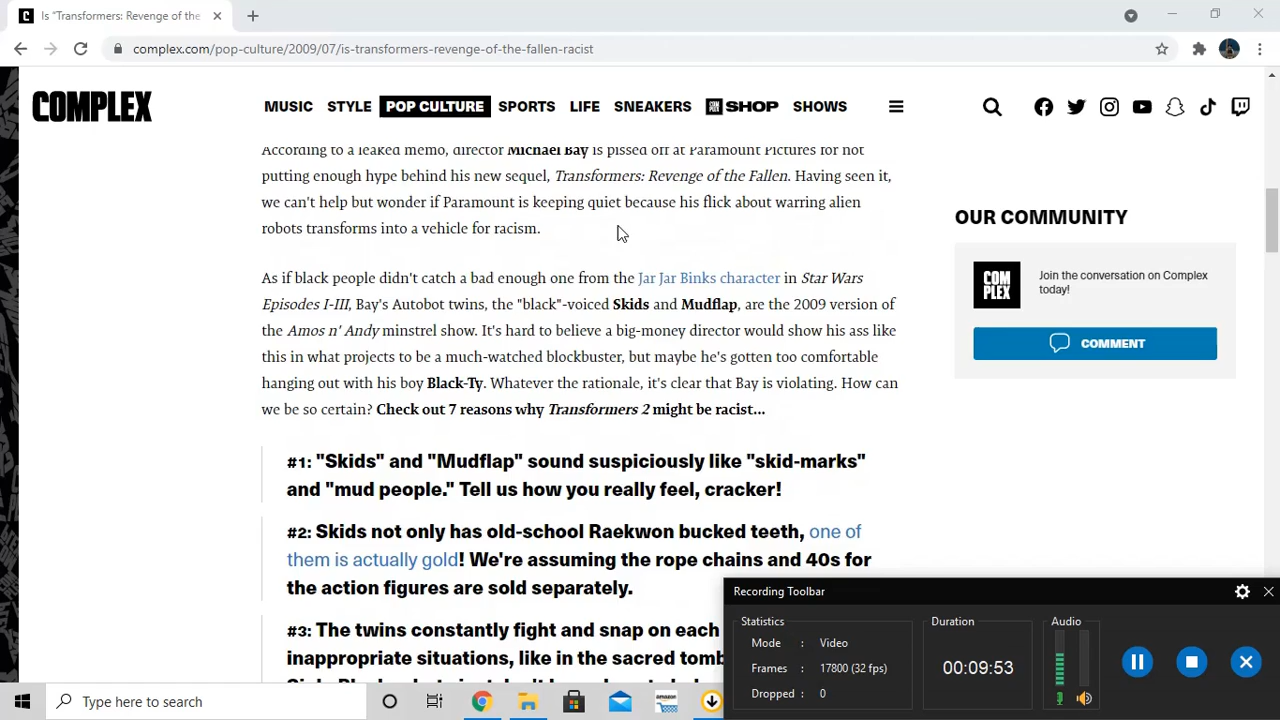 Is "Transformers: Revenge of the
complex.com/pop-culture/2009/07/is-transformers-revenge-of-the-fallen-racist
COMPLEX
MUSIC STYLE POP CULTURE SPORTS LIFE SNEAKERS COMPLEX SHOP SHOWS
According to a leaked memo, director Michael Bay is pissed off at Paramount Pictures for not
putting enough hype behind his new sequel, Transformers: Revenge of the Fallen. Having seen it,
we can't help but wonder if Paramount is keeping quiet because his flick about warring alien
robots transforms into a vehicle for racism.
As if black people didn't catch a bad enough one from the Jar Jar Binks character in Star Wars
Episodes I-III, Bay's Autobot twins, the "black"-voiced Skids and Mudflap, are the 2009 version of
the Amos n' Andy minstrel show. It's hard to believe a big-money director would show his ass like
this in what projects to be a much-watched blockbuster, but maybe he's gotten too comfortable
hanging out with his boy Black-Ty. Whatever the rationale, it's clear that Bay is violating. How can
we be so certain? Check out 7 reasons why Transformers 2 might be racist...
#1: "Skids" and "Mudflap" sound suspiciously like "skid-marks"
and "mud people." Tell us how you really feel, cracker!
#2: Skids not only has old-school Raekwon bucked teeth, one of
them is actually gold! We're assuming the rope chains and 40s for
the action figures are sold separately.
#3: The twins constantly fight and snap on each
inappropriate situations, like in the sacred tomb
OUR COMMUNITY
COMPLEX
Join the conversation on Complex
today!
COMMENT
Recording Toolbar
Statistics
Mode : Video
Frames : 17800 (32 fps)
Dropped : 0
Duration
00:09:53
Audio
Type here to search
amazon